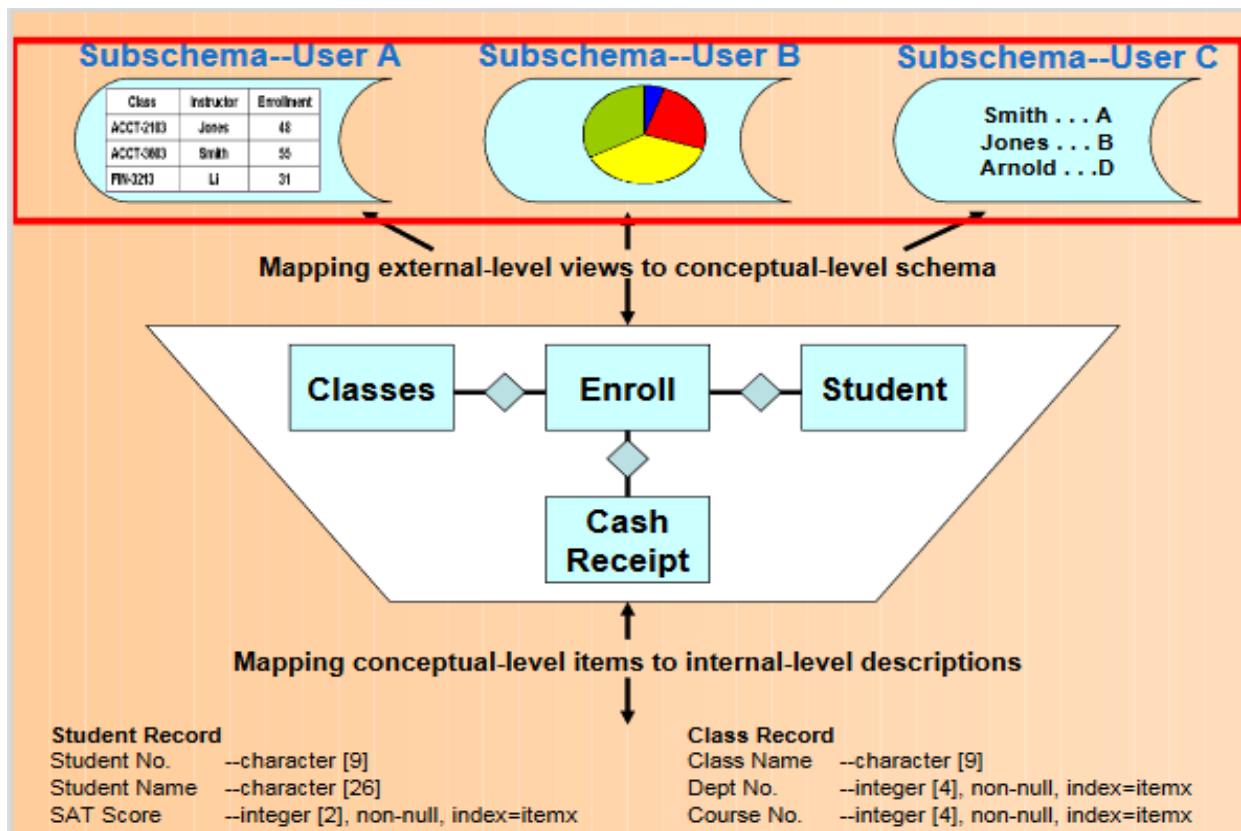 Subschema--User A
Subschema--User B
Subschema--User C
Class Instructor Enrollment
ACCT-2103 Jones 48
ACCT-3603 Smith 55
FIN-3213 Li 31
Smith . . . A
Jones . . . B
Arnold . . .D
Mapping external-level views to conceptual-level schema
Classes
Enroll
Student
Cash
Receipt
Mapping conceptual-level items to internal-level descriptions
Student Record
Student No. --character [9]
Student Name --character [26]
SAT Score --integer [2], non-null, index=itemx
Class Record
Class Name --character [9]
Dept No. --integer [4], non-null, index=itemx
Course No. --integer [4], non-null, index=itemx